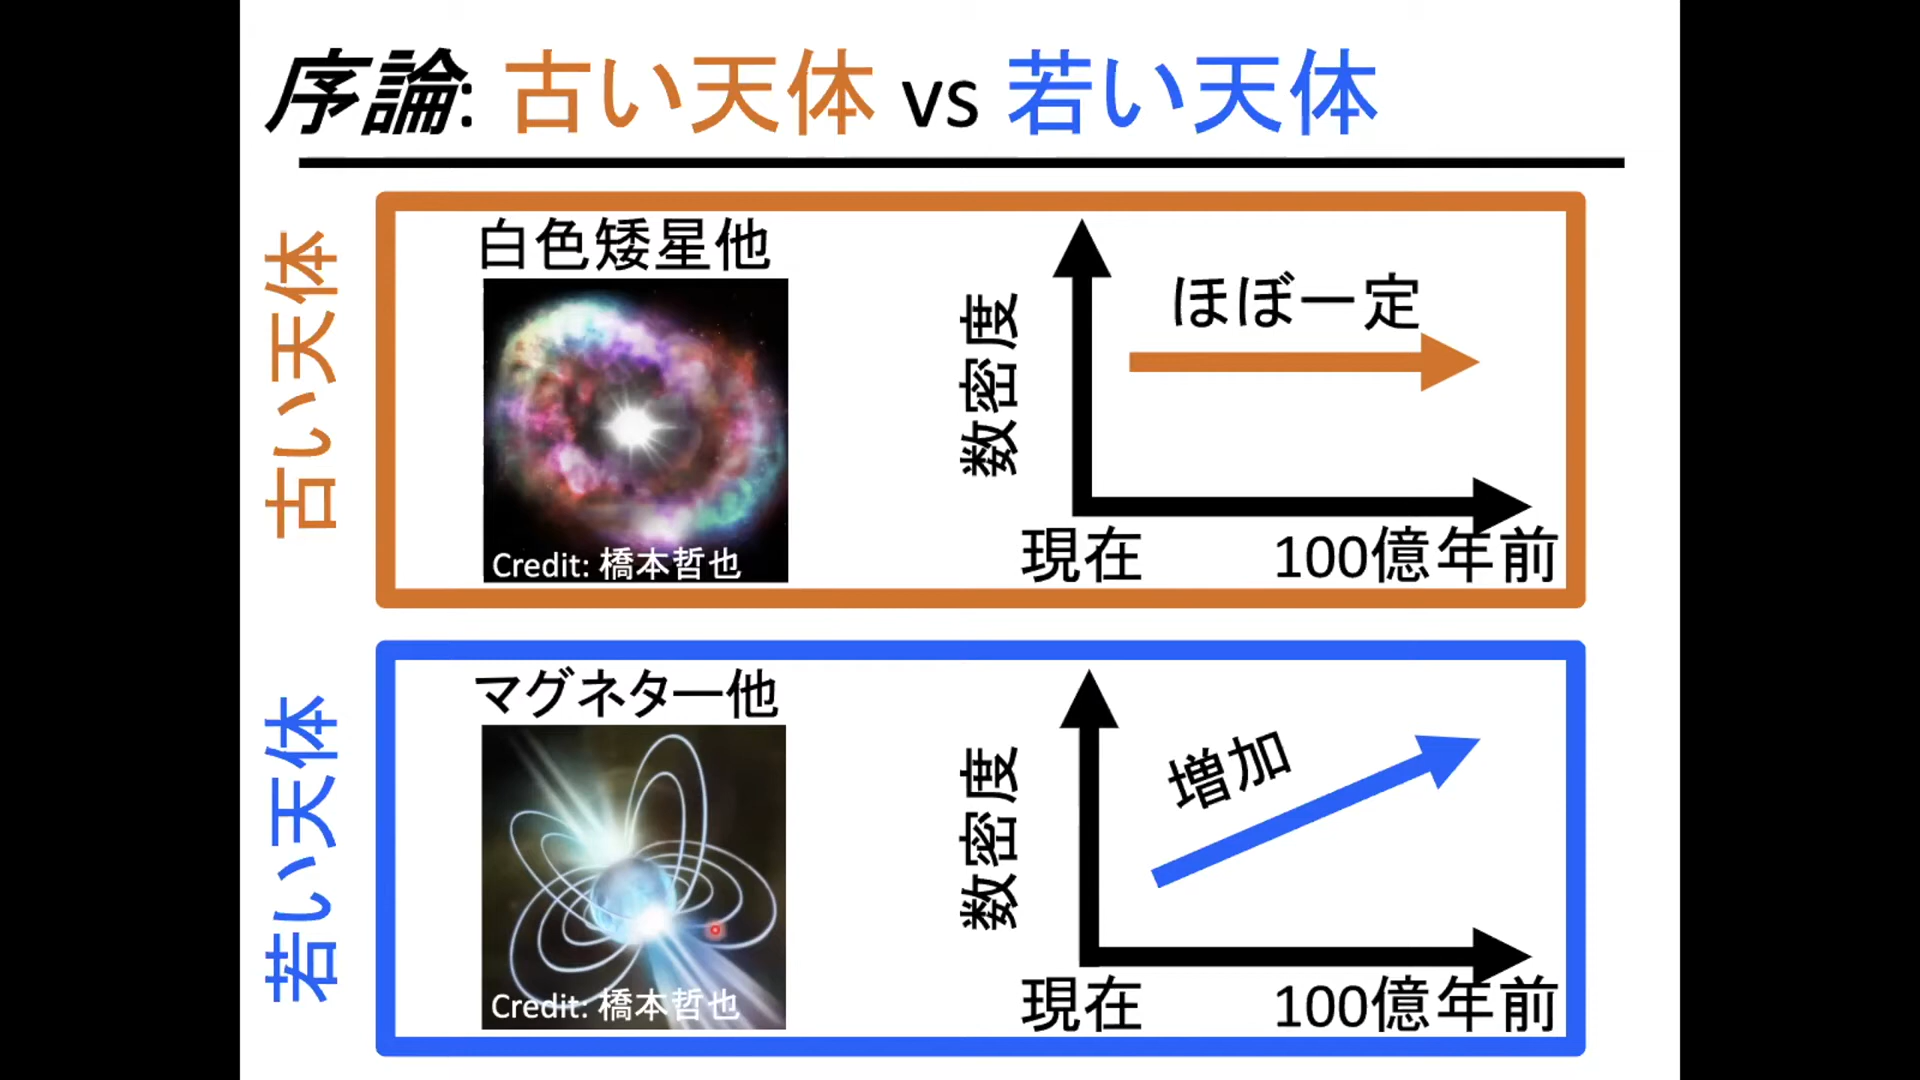 序論: 古い天体 vs 若い天体
古い天体
白色矮星他
Credit: 橋本哲也
数密度
ほぼ一定
現在
100億年前
若い天体
マグネター他
Credit: 橋本哲也
数密度
増加
現在
100億年前